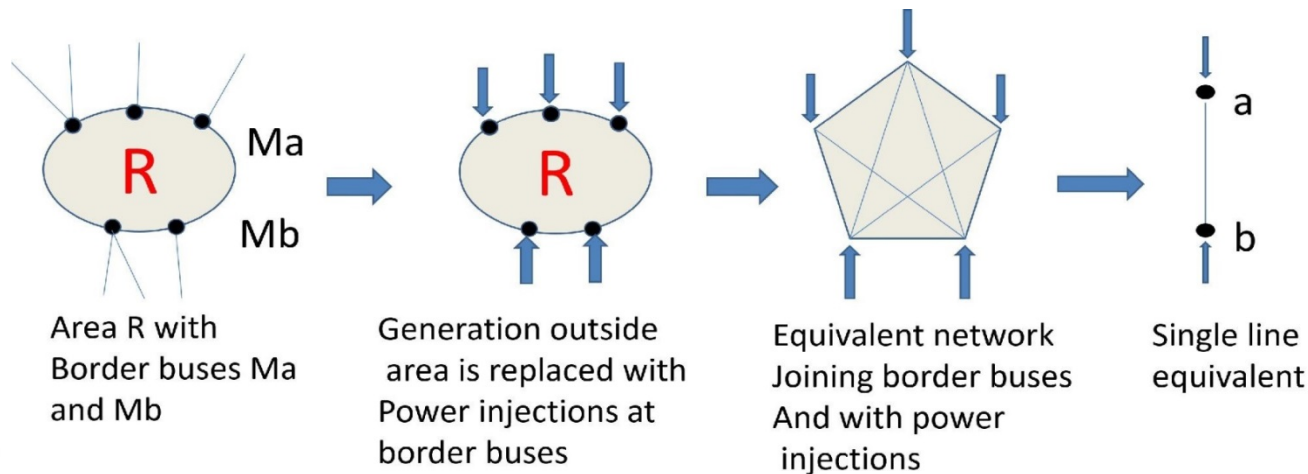 R
Ma
Mb
R
a
b
Area R with
Border buses Ma
and Mb
Generation outside
area is replaced with
Power injections at
border buses
Equivalent network
Joining border buses
And with power
injections
Single line
equivalent